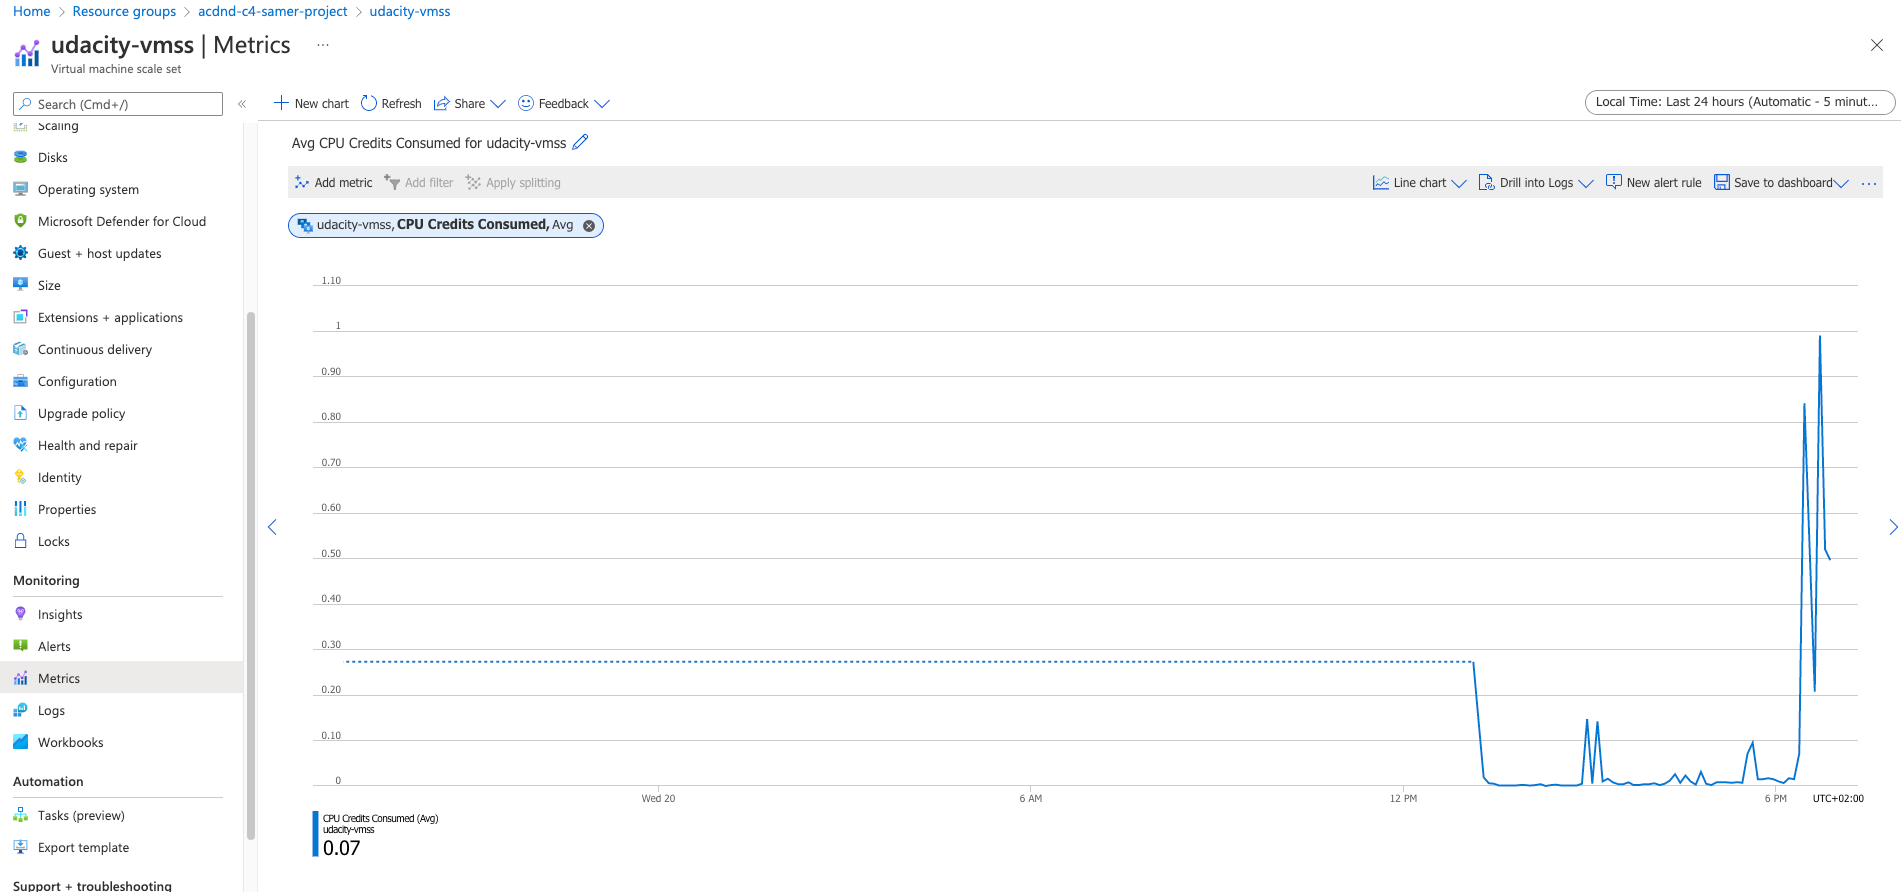 Home > Resource groups > acdnd-c4-samer-project > udacity-vmss
udacity-vmss | Metrics ...
Virtual machine scale set
Search (Cmd+/)
«
Scaling
Disks
Operating system
Microsoft Defender for Cloud
Guest + host updates
Size
Extensions + applications
Continuous delivery
Configuration
Upgrade policy
Health and repair
Identity
Properties
Locks
Monitoring
Insights
Alerts
Metrics
Logs
Workbooks
Automation
Tasks (preview)
Export template
Support + troubleshooting
New chart Refresh Share Feedback
Local Time: Last 24 hours (Automatic - 5 minut...
Avg CPU Credits Consumed for udacity-vmss
Add metric Add filter Apply splitting
Line chart Drill into Logs New alert rule Save to dashboard ...
udacity-vmss, CPU Credits Consumed, Avg
1.10
1
0.90
0.80
0.70
0.60
0.50
0.40
0.30
0.20
0.10
0
Wed 20 6 AM 12 PM 6 PM UTC+02:00
CPU Credits Consumed (Avg)
udacity-vmss
0.07